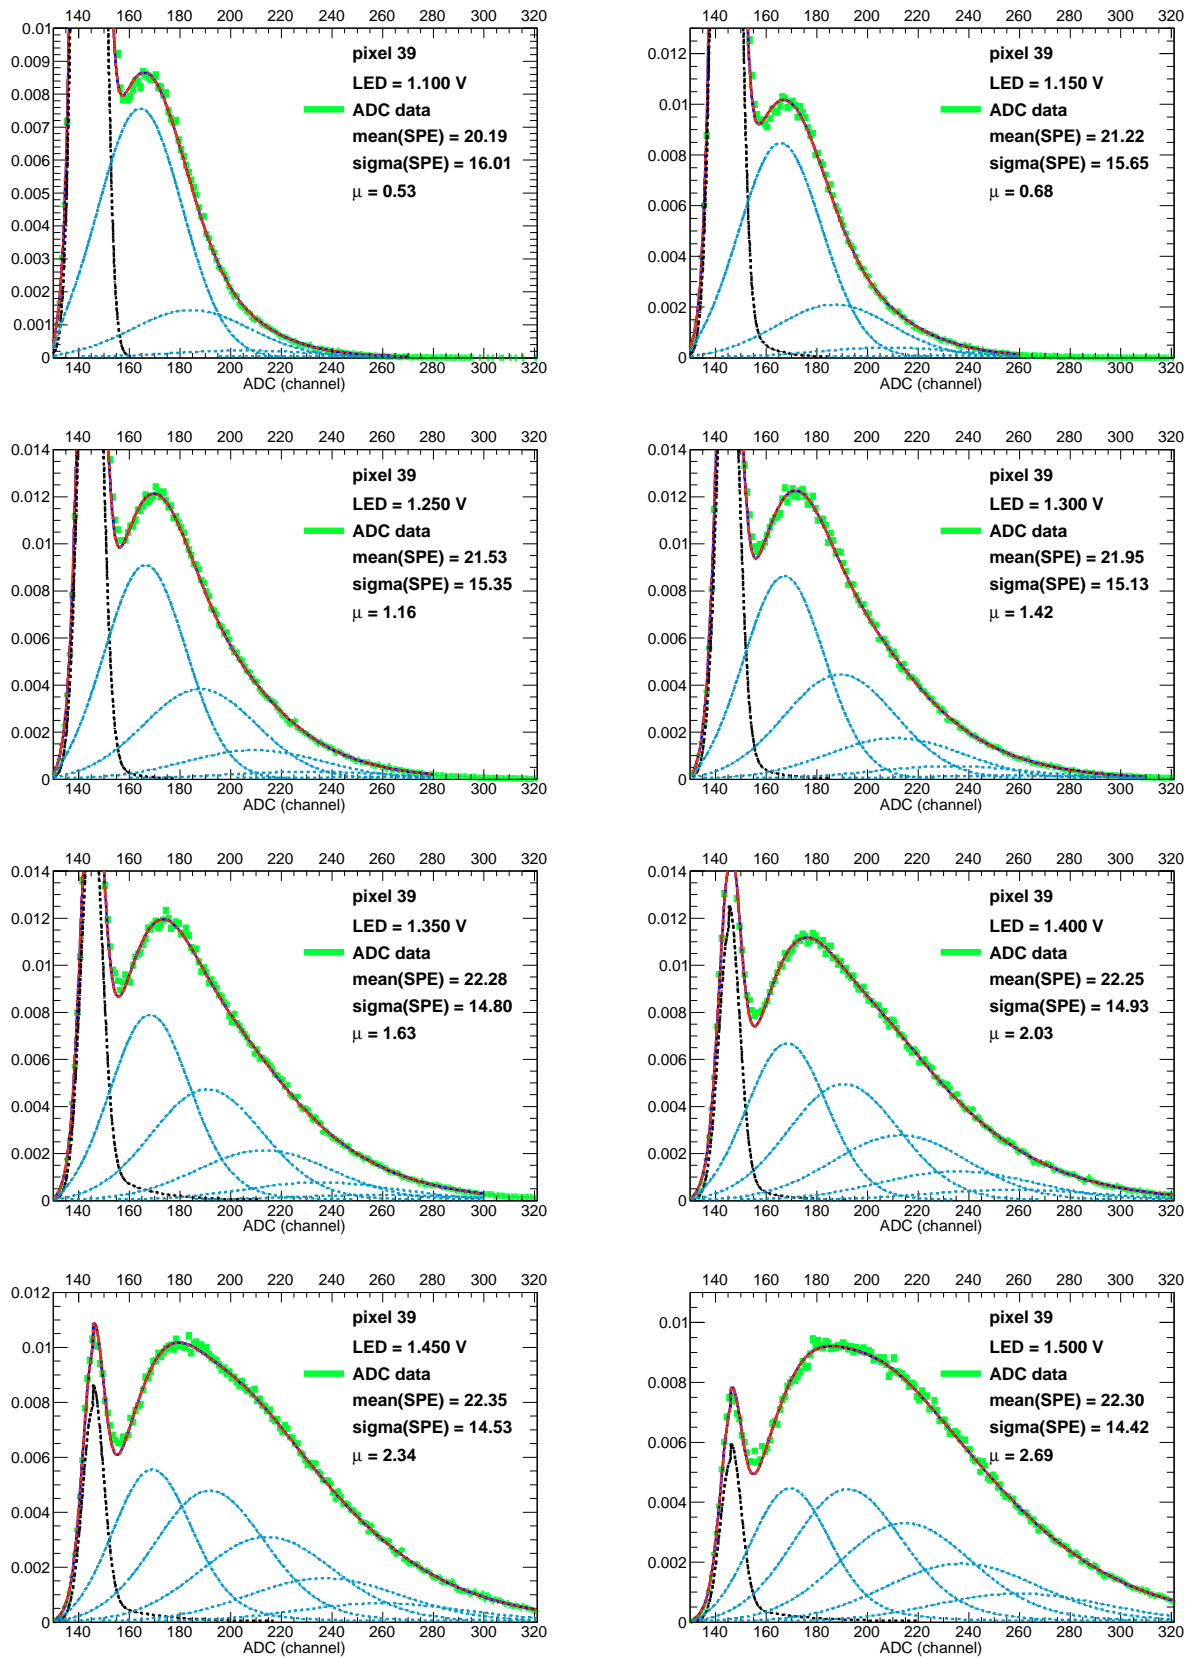 140 160 180 200 220 240 260 280 300 320
0.01
0.009
0.008
0.007
0.006
0.005
0.004
0.003
0.002
0.001
0
pixel 39
LED = 1.100 V
ADC data
mean(SPE) = 20.19
sigma(SPE) = 16.01
μ = 0.53
140 160 180 200 220 240 260 280 300 320
ADC (channel)
140 160 180 200 220 240 260 280 300 320
0.012
0.01
0.008
0.006
0.004
0.002
0
pixel 39
LED = 1.150 V
ADC data
mean(SPE) = 21.22
sigma(SPE) = 15.65
μ = 0.68
140 160 180 200 220 240 260 280 300 320
ADC (channel)
140 160 180 200 220 240 260 280 300 320
0.014
0.012
0.01
0.008
0.006
0.004
0.002
0
pixel 39
LED = 1.250 V
ADC data
mean(SPE) = 21.53
sigma(SPE) = 15.35
μ = 1.16
140 160 180 200 220 240 260 280 300 320
ADC (channel)
140 160 180 200 220 240 260 280 300 320
0.014
0.012
0.01
0.008
0.006
0.004
0.002
0
pixel 39
LED = 1.300 V
ADC data
mean(SPE) = 21.95
sigma(SPE) = 15.13
μ = 1.42
140 160 180 200 220 240 260 280 300 320
ADC (channel)
140 160 180 200 220 240 260 280 300 320
0.014
0.012
0.01
0.008
0.006
0.004
0.002
0
pixel 39
LED = 1.350 V
ADC data
mean(SPE) = 22.28
sigma(SPE) = 14.80
μ = 1.63
140 160 180 200 220 240 260 280 300 320
ADC (channel)
140 160 180 200 220 240 260 280 300 320
0.014
0.012
0.01
0.008
0.006
0.004
0.002
0
pixel 39
LED = 1.400 V
ADC data
mean(SPE) = 22.25
sigma(SPE) = 14.93
μ = 2.03
140 160 180 200 220 240 260 280 300 320
ADC (channel)
140 160 180 200 220 240 260 280 300 320
0.012
0.01
0.008
0.006
0.004
0.002
0
pixel 39
LED = 1.450 V
ADC data
mean(SPE) = 22.35
sigma(SPE) = 14.53
μ = 2.34
140 160 180 200 220 240 260 280 300 320
ADC (channel)
140 160 180 200 220 240 260 280 300 320
0.01
0.008
0.006
0.004
0.002
0
pixel 39
LED = 1.500 V
ADC data
mean(SPE) = 22.30
sigma(SPE) = 14.42
μ = 2.69
140 160 180 200 220 240 260 280 300 320
ADC (channel)